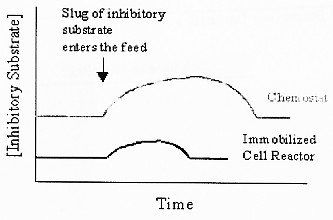 Slug of inhibitory
substrate
enters the feed
[Inhibitory Substrate]
Chemostat
Immobilized
Cell Reactor
Time